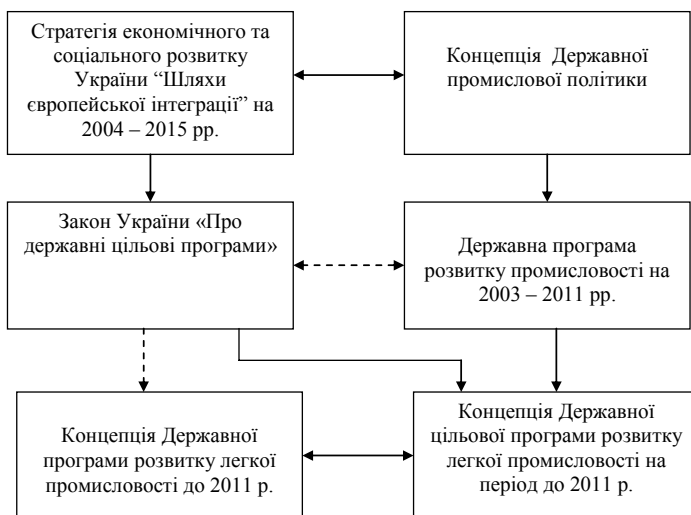 Стратегія економічного та
соціального розвитку
України “Шляхи
європейської інтеграції” на
2004 – 2015 рр.
Концепція Державної
промислової політики
Закон України «Про
державні цільові програми»
Державна програма
розвитку промисловості на
2003 – 2011 рр.
Концепція Державної
програми розвитку легкої
промисловості до 2011 р.
Концепція Державної
цільової програми розвитку
легкої промисловості на
період до 2011 р.